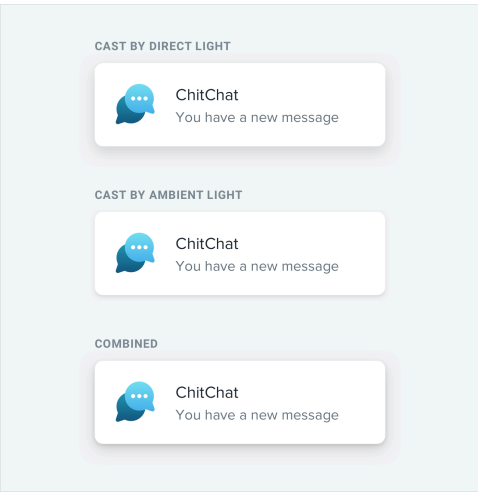 CAST BY DIRECT LIGHT
ChitChat
You have a new message
CAST BY AMBIENT LIGHT
ChitChat
You have a new message
COMBINED
ChitChat
You have a new message